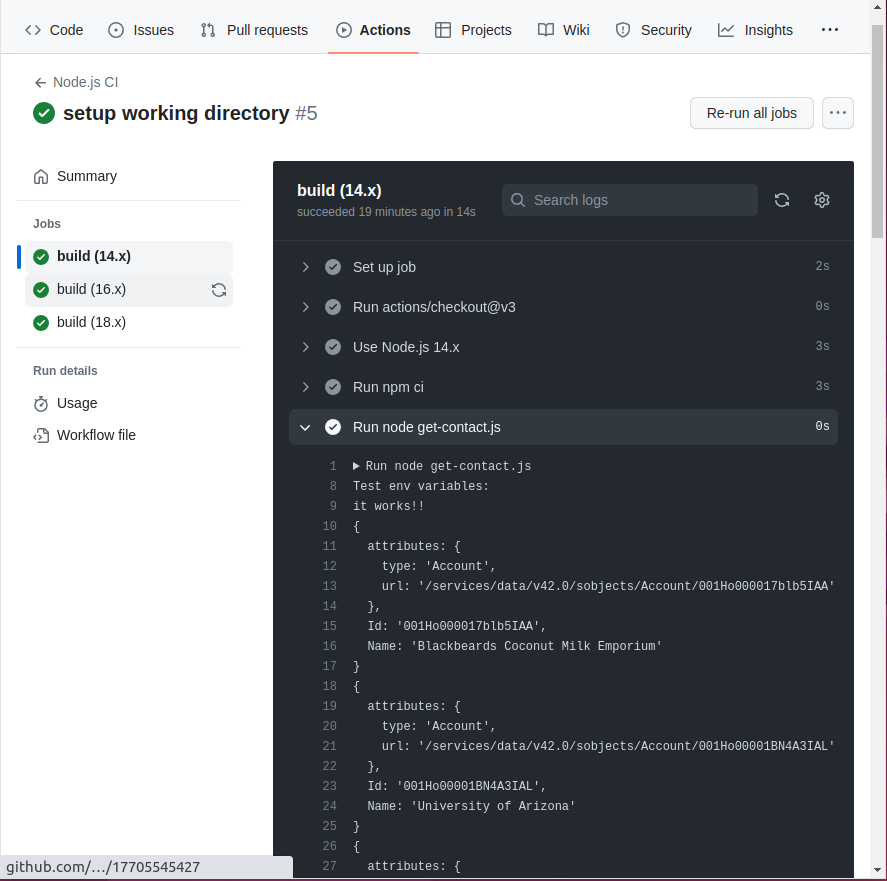 Code Issues Pull requests Actions Projects Wiki Security Insights
Node.js CI
setup working directory #5
Re-run all jobs
Summary
Jobs
build (14.x)
build (16.x)
build (18.x)
Run details
Usage
Workflow file
build (14.x)
succeeded 19 minutes ago in 14s
Search logs
Set up job 2s
Run actions/checkout@v3 0s
Use Node.js 14.x 3s
Run npm ci 3s
Run node get-contact.js 0s
1 Run node get-contact.js
8 Test env variables:
9 it works!!
10 {
11 attributes: {
12 type: 'Account',
13 url: '/services/data/v42.0/sobjects/Account/001Ho000017blb5IAA'
14 },
15 Id: '001Ho000017blb5IAA',
16 Name: 'Blackbeards Coconut Milk Emporium'
17 }
18 {
19 attributes: {
20 type: 'Account',
21 url: '/services/data/v42.0/sobjects/Account/001Ho00001BN4A3IAL'
22 },
23 Id: '001Ho00001BN4A3IAL',
24 Name: 'University of Arizona'
25 }
26 {
27 attributes: {
github.com/.../17705545427